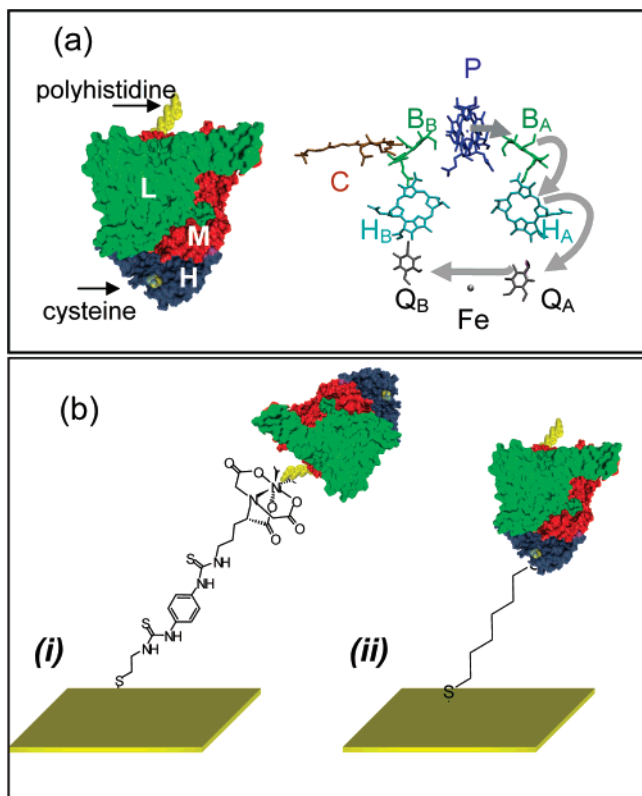 (a)
polyhistidine
P
B_B
B_A
L
C
M
H_B
H_A
H
cysteine
Q_B
Q_A
Fe
(b)
O
O
O
N
O
O
O
O
S
NH
NH
S
NH
NH
(i)
(ii)
S
S